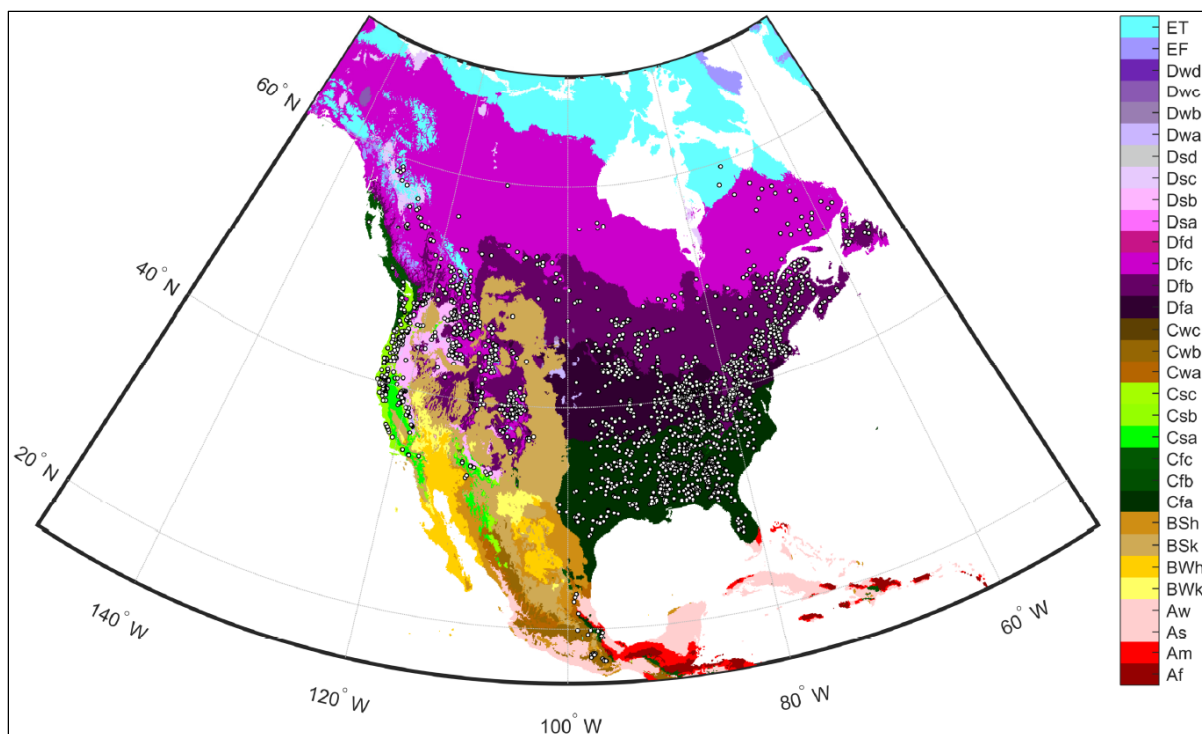 60° N
40° N
20° N
140° W
120° W
100° W
80° W
60° W
ET
EF
Dwd
Dwc
Dwb
Dwa
Dsd
Dsc
Dsb
Dsa
Dfd
Dfc
Dfb
Dfa
Cwc
Cwb
Cwa
Csc
Csb
Csa
Cfc
Cfb
Cfa
BSh
BSk
BWh
BWk
Aw
As
Am
Af